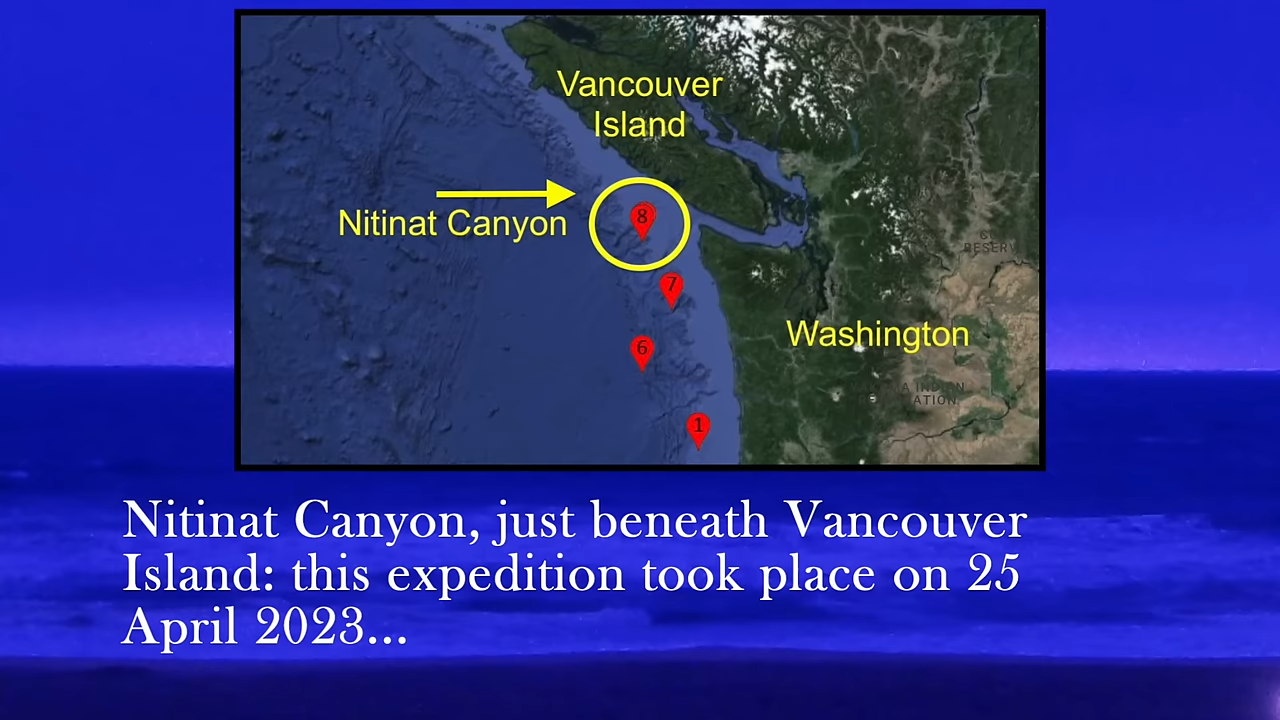 Vancouver
Island
Nitinat Canyon
8
7
6
1
Washington
RESERV
Nitinat Canyon, just beneath Vancouver
Island: this expedition took place on 25
April 2023...